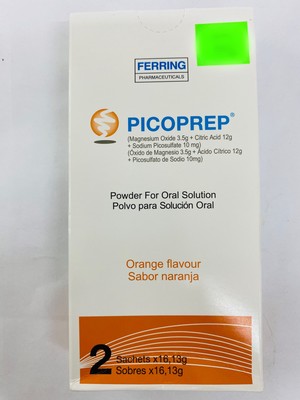 FERRING
PHARMACEUTICALS
PICOPREP®
(Magnesium Oxide 3.5g + Citric Acid 12g
+ Sodium Picosulfate 10 mg)
(Óxido de Magnesio 3.5g + Ácido Cítrico 12g
+ Picosulfato de Sodio 10mg)
Powder For Oral Solution
Polvo para Solución Oral
Orange flavour
Sabor naranja
2 Sachets x16,13g
Sobres x16,13g